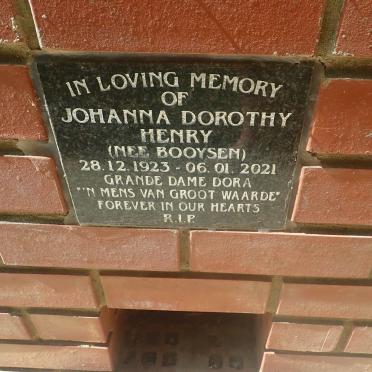 IN LOVING MEMORY
OF
JOHANNA DOROTHY
HENRY
(NEE BOOYSEN)
28.12.1923 - 06.01.2021
GRANDE DAME DORA
"'N MENS VAN GROOT WAARDE"
FOREVER IN OUR HEARTS
R.I.P.